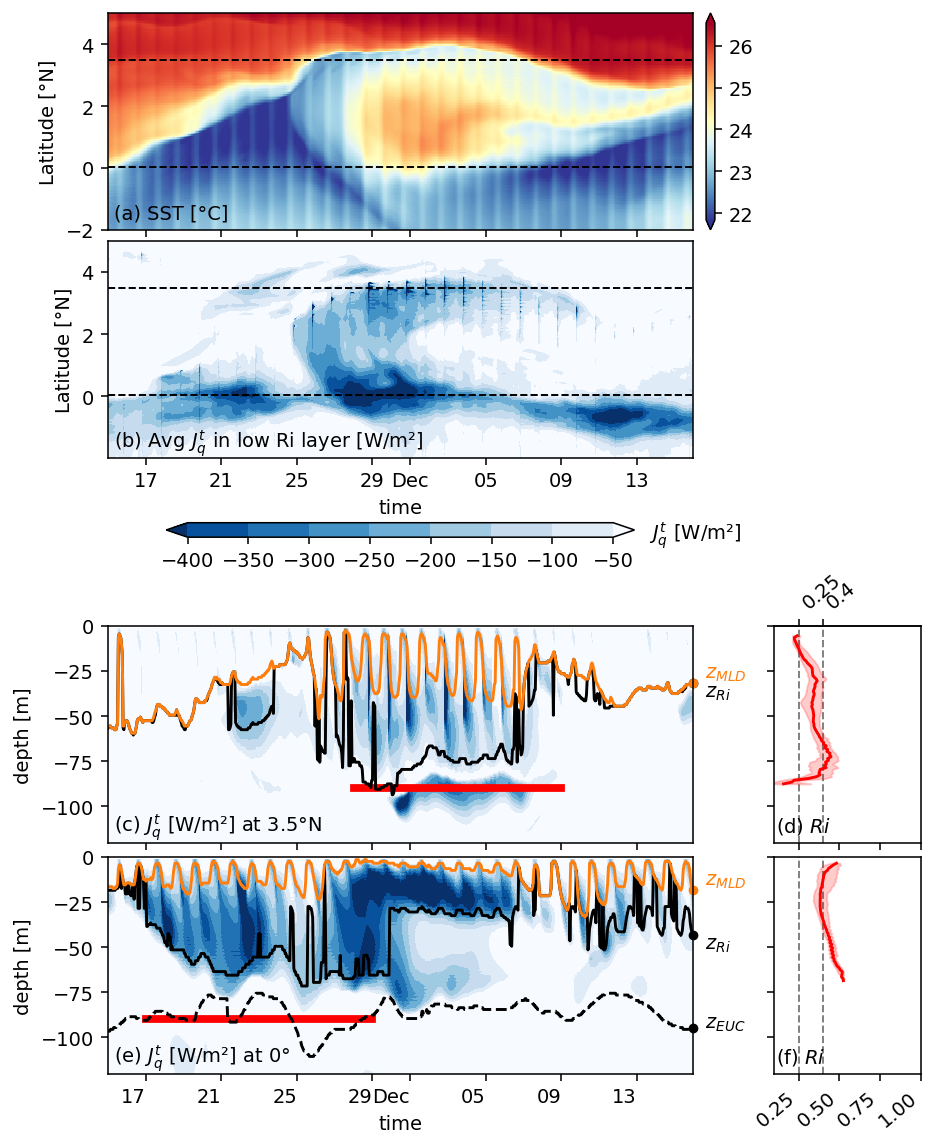 4
2
0
−2
Latitude [°N]
(a) SST [°C]
26
25
24
23
22
4
2
0
Latitude [°N]
(b) Avg J_q^t in low Ri layer [W/m²]
17 21 25 29 Dec 05 09 13
time
−400 −350 −300 −250 −200 −150 −100 −50
J_q^t [W/m²]
0.25
0.4
0
−25
−50
−75
−100
depth [m]
z_MLD
z_Ri
(c) J_q^t [W/m²] at 3.5°N
(d) Ri
0
−25
−50
−75
−100
depth [m]
z_MLD
z_Ri
z_EUC
(e) J_q^t [W/m²] at 0°
(f) Ri
17 21 25 29 Dec 05 09 13
time
0.25 0.50 0.75 1.00